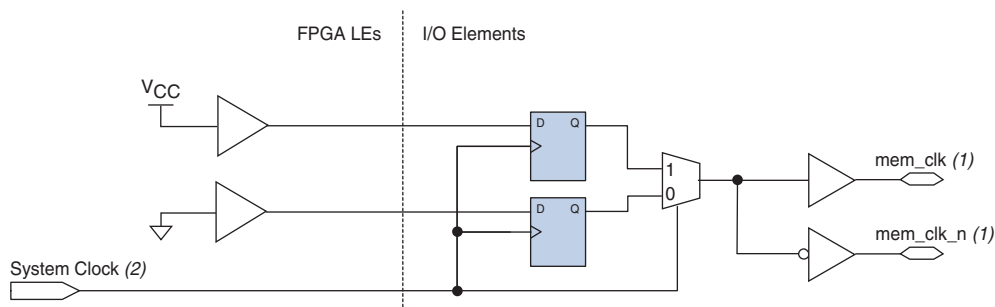 FPGA LEs
I/O Elements
VCC
D Q
1
0
mem_clk (1)
D Q
mem_clk_n (1)
System Clock (2)